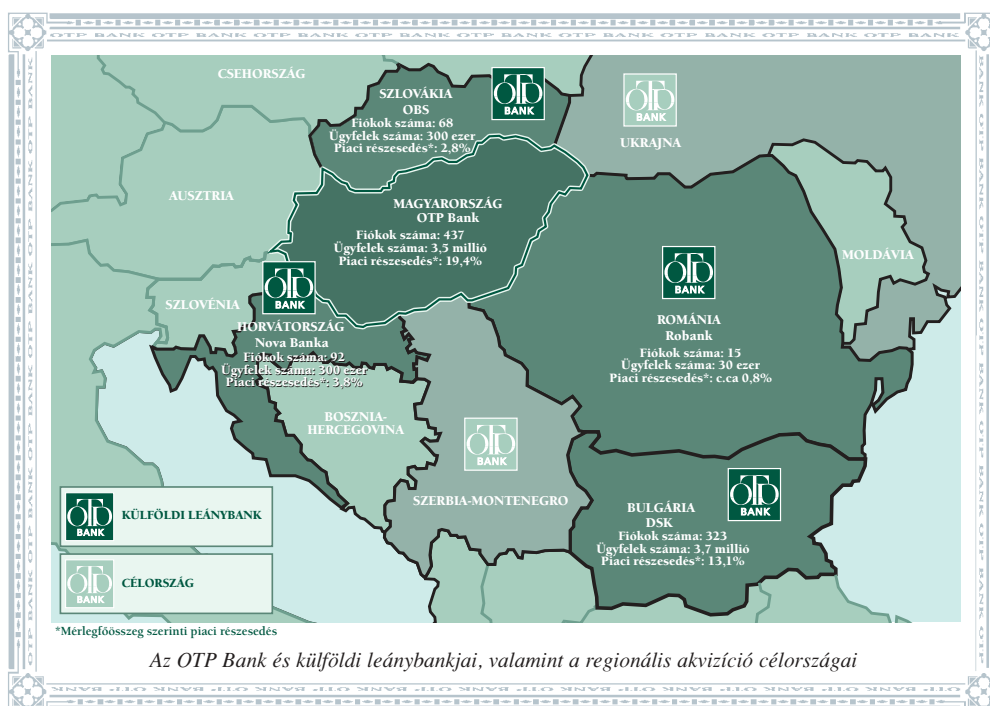 OTP BANK OTP BANK OTP BANK OTP BANK OTP BANK OTP BANK OTP BANK OTP BANK OTP BANK OTP BANK
CSEHORSZÁG
SZLOVÁKIA
OBS
Fiókok száma: 68
Ügyfelek száma: 300 ezer
Piaci részesedés*: 2,8%
OTP
BANK
OTP
BANK
UKRAJNA
AUSZTRIA
MAGYARORSZÁG
OTP Bank
Fiókok száma: 437
Ügyfelek száma: 3,5 millió
Piaci részesedés*: 19,4%
MOLDÁVIA
OTP
BANK
OTP
BANK
SZLOVÉNIA
HORVÁTORSZÁG
Nova Banka
Fiókok száma: 92
Ügyfelek száma: 300 ezer
Piaci részesedés*: 3,8%
ROMÁNIA
Robank
Fiókok száma: 15
Ügyfelek száma: 30 ezer
Piaci részesedés*: c.ca 0,8%
BOSZNIA-
HERCEGOVINA
OTP
BANK
SZERBIA-MONTENEGRO
OTP
BANK
BULGÁRIA
DSK
Fiókok száma: 323
Ügyfelek száma: 3,7 millió
Piaci részesedés*: 13,1%
OTP
BANK
KÜLFÖLDI LEÁNYBANK
OTP
BANK
CÉLORSZÁG
*Mérlegfőösszeg szerinti piaci részesedés
Az OTP Bank és külföldi leánybankjai, valamint a regionális akvizíció célországai